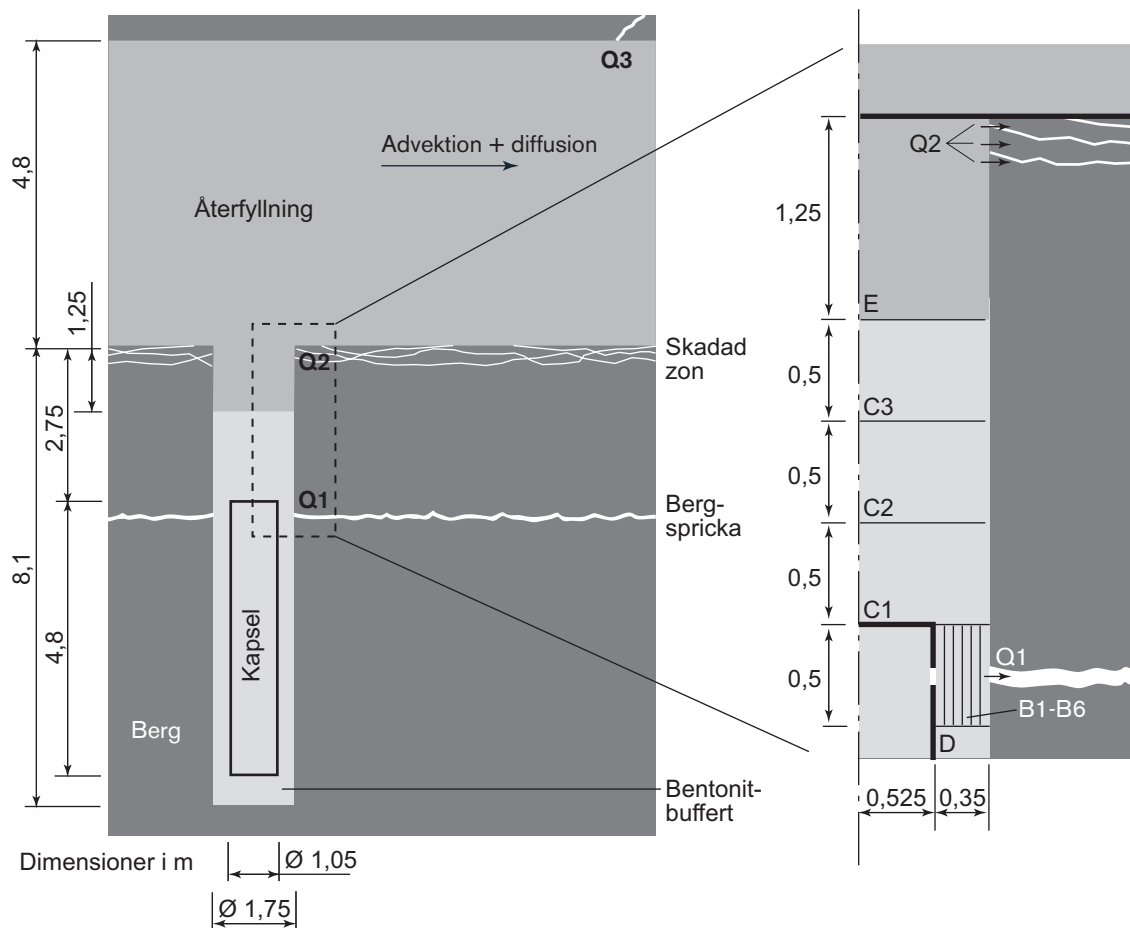 Q3
Advektion + diffusion
4,8
Återfyllning
1,25
Q2
Skadad
zon
2,75
Q1
Berg-
spricka
8,1
4,8
Kapsel
Berg
Bentonit-
buffert
Dimensioner i m
Ø 1,05
Ø 1,75
Q2
1,25
E
0,5
C3
0,5
C2
0,5
C1
0,5
Q1
B1-B6
D
0,525
0,35